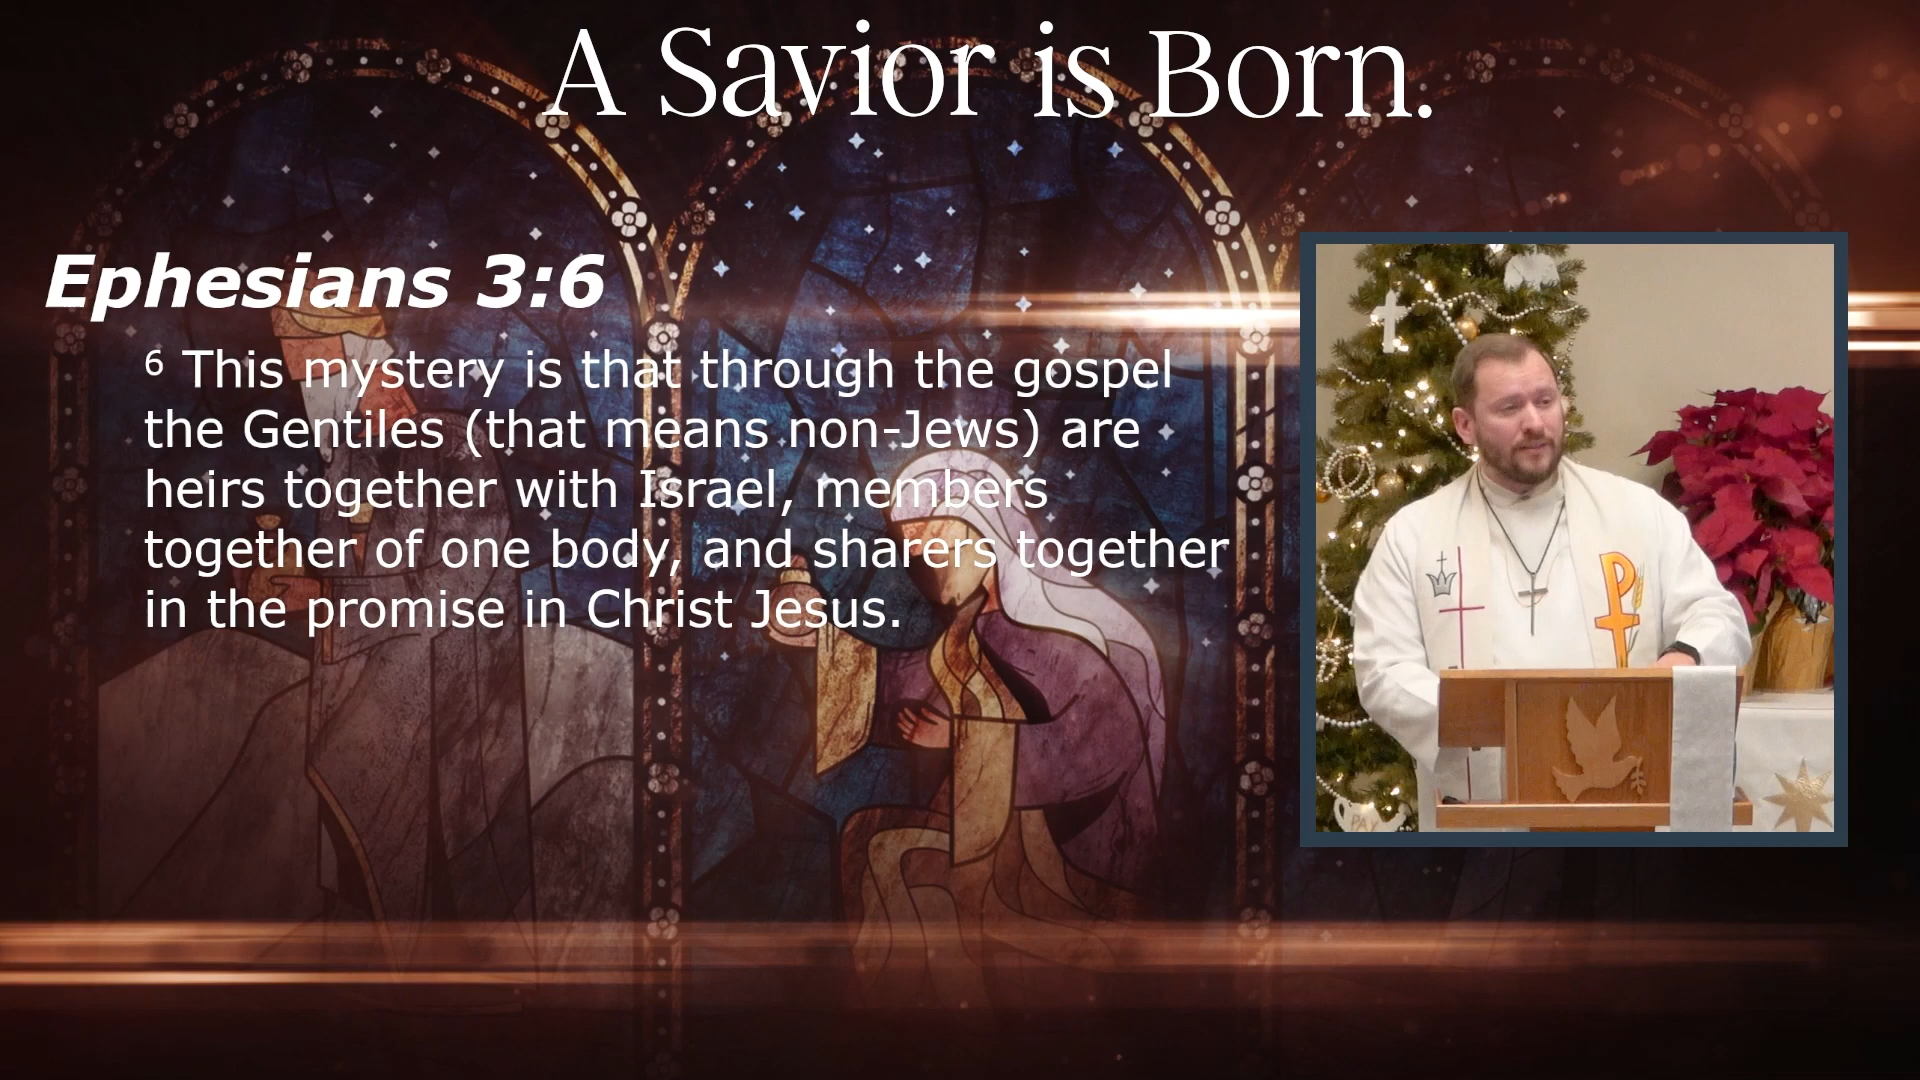 A Savior is Born.
Ephesians 3:6
6 This mystery is that through the gospel
the Gentiles (that means non-Jews) are
heirs together with Israel, members
together of one body, and sharers together
in the promise in Christ Jesus.
PAX